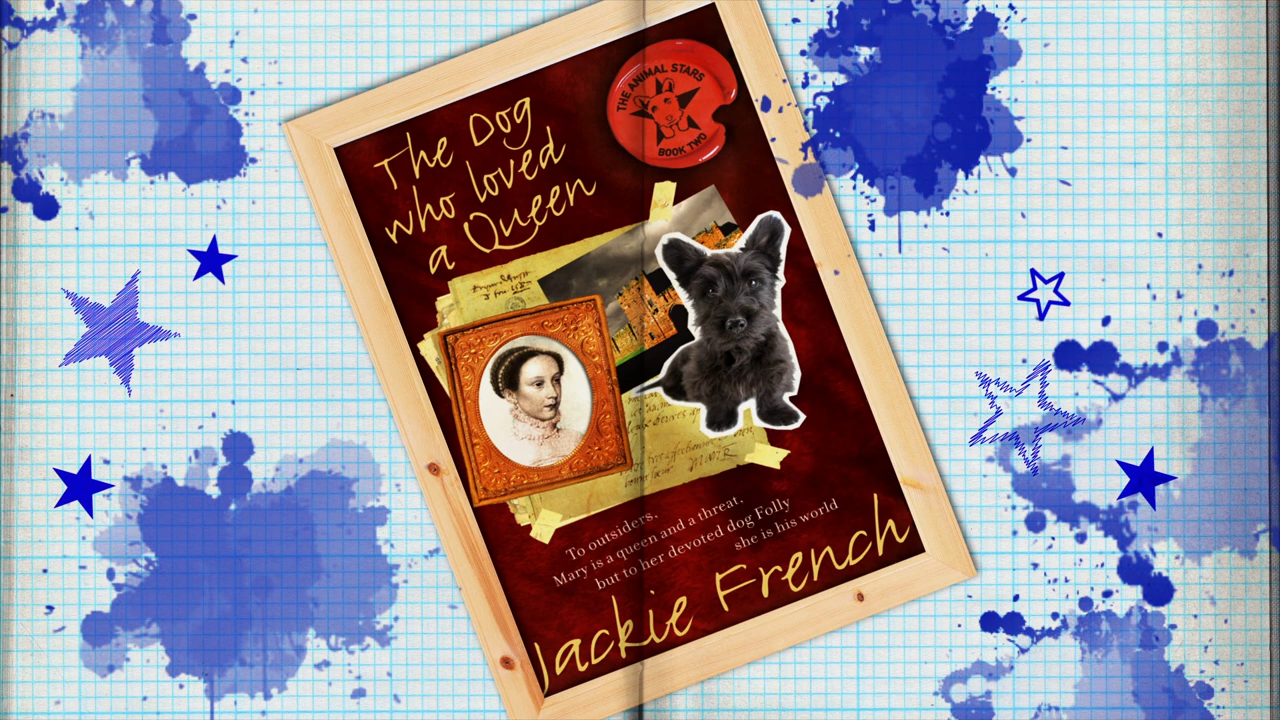 THE ANIMAL STARS
BOOK TWO
The Dog
who loved
a Queen
To outsiders,
Mary is a queen and a threat,
but to her devoted dog Folly
she is his world
Jackie French